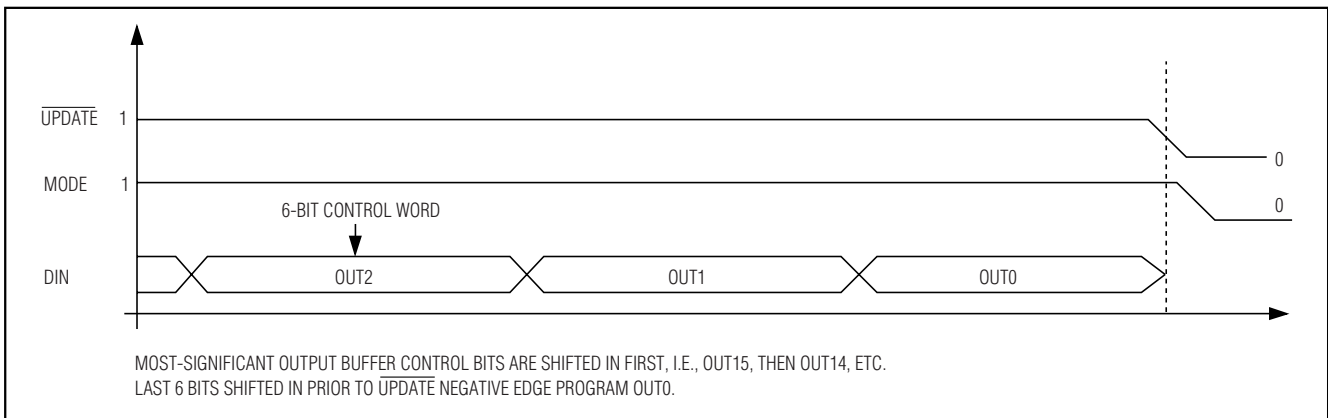 UPDATE 1
0
MODE 1
0
6-BIT CONTROL WORD
DIN OUT2 OUT1 OUT0
MOST-SIGNIFICANT OUTPUT BUFFER CONTROL BITS ARE SHIFTED IN FIRST, I.E., OUT15, THEN OUT14, ETC.
LAST 6 BITS SHIFTED IN PRIOR TO UPDATE NEGATIVE EDGE PROGRAM OUT0.